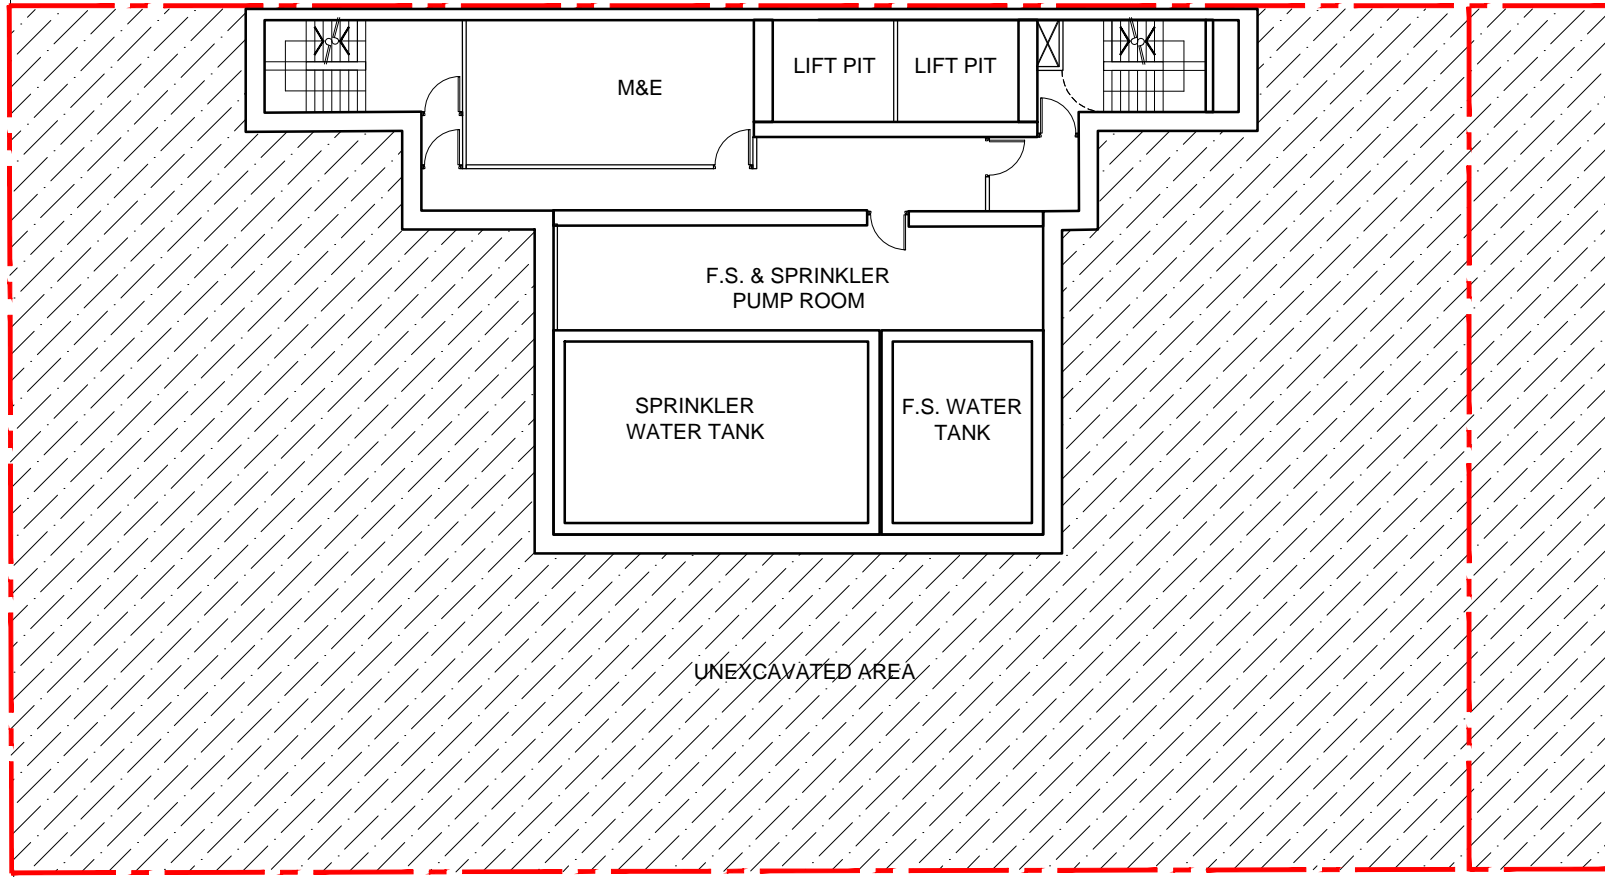 LIFT PIT
LIFT PIT
M&E
F.S. & SPRINKLER
PUMP ROOM
SPRINKLER
WATER TANK
F.S. WATER
TANK
UNEXCAVATED AREA